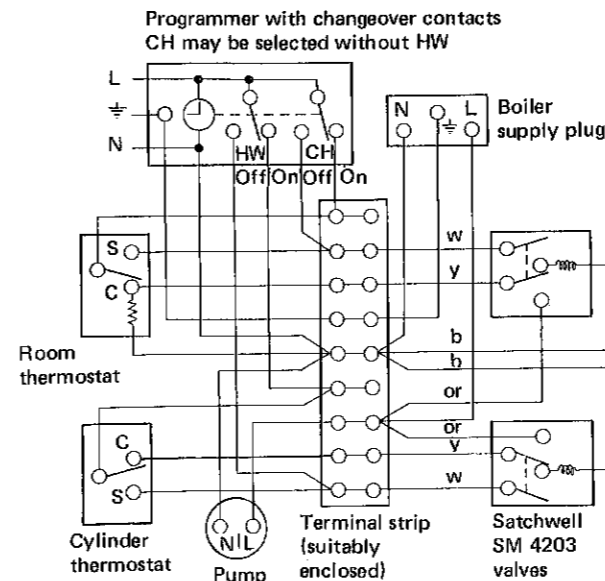 Programmer with changeover contacts
CH may be selected without HW
L
N
HW
Off On
CH
Off On
N L
Boiler
supply plug
S
C
Room
thermostat
w
y
b
b
or
or
y
w
C
S
Cylinder
thermostat
N L
Pump
Terminal strip
(suitably
enclosed)
Satchwell
SM 4203
valves